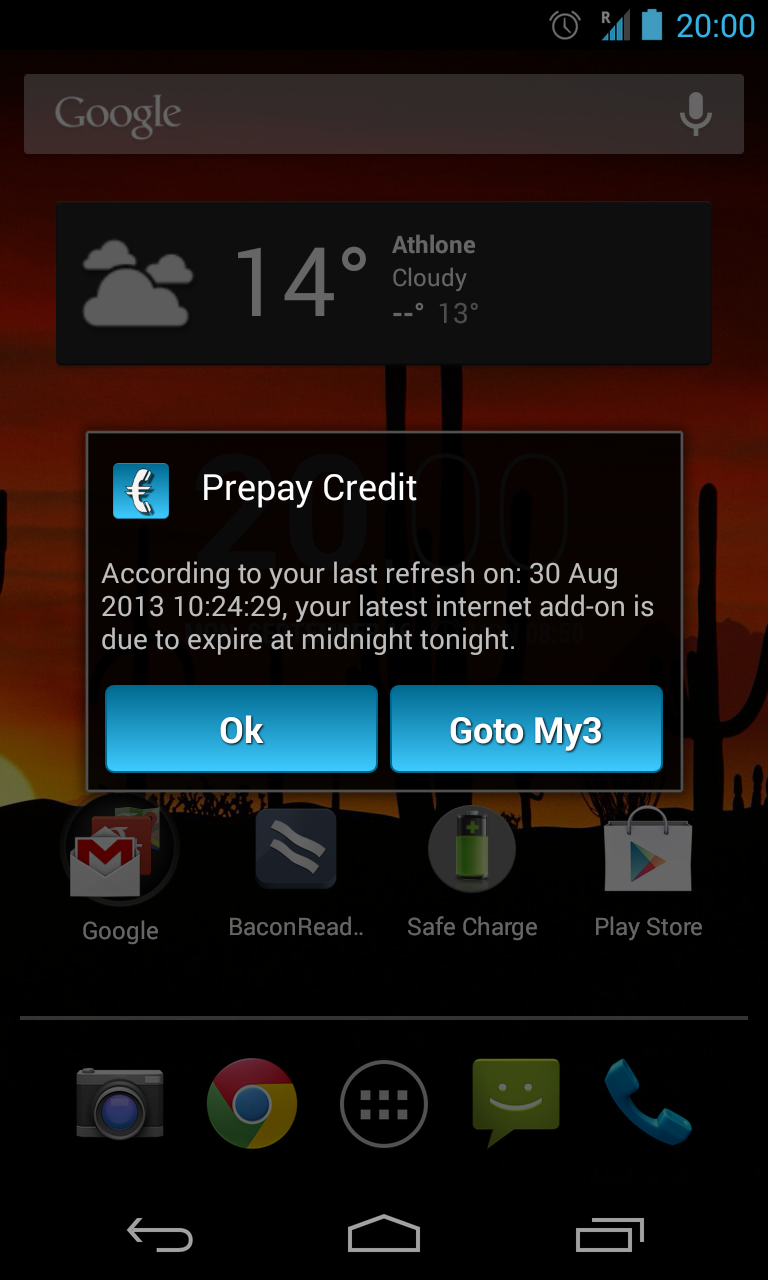 R
20:00
Google
14°
Athlone
Cloudy
--° 13°
20 00
Prepay Credit
According to your last refresh on: 30 Aug
2013 10:24:29, your latest internet add-on is
due to expire at midnight tonight.
Ok
Goto My3
Google
BaconRead..
Safe Charge
Play Store